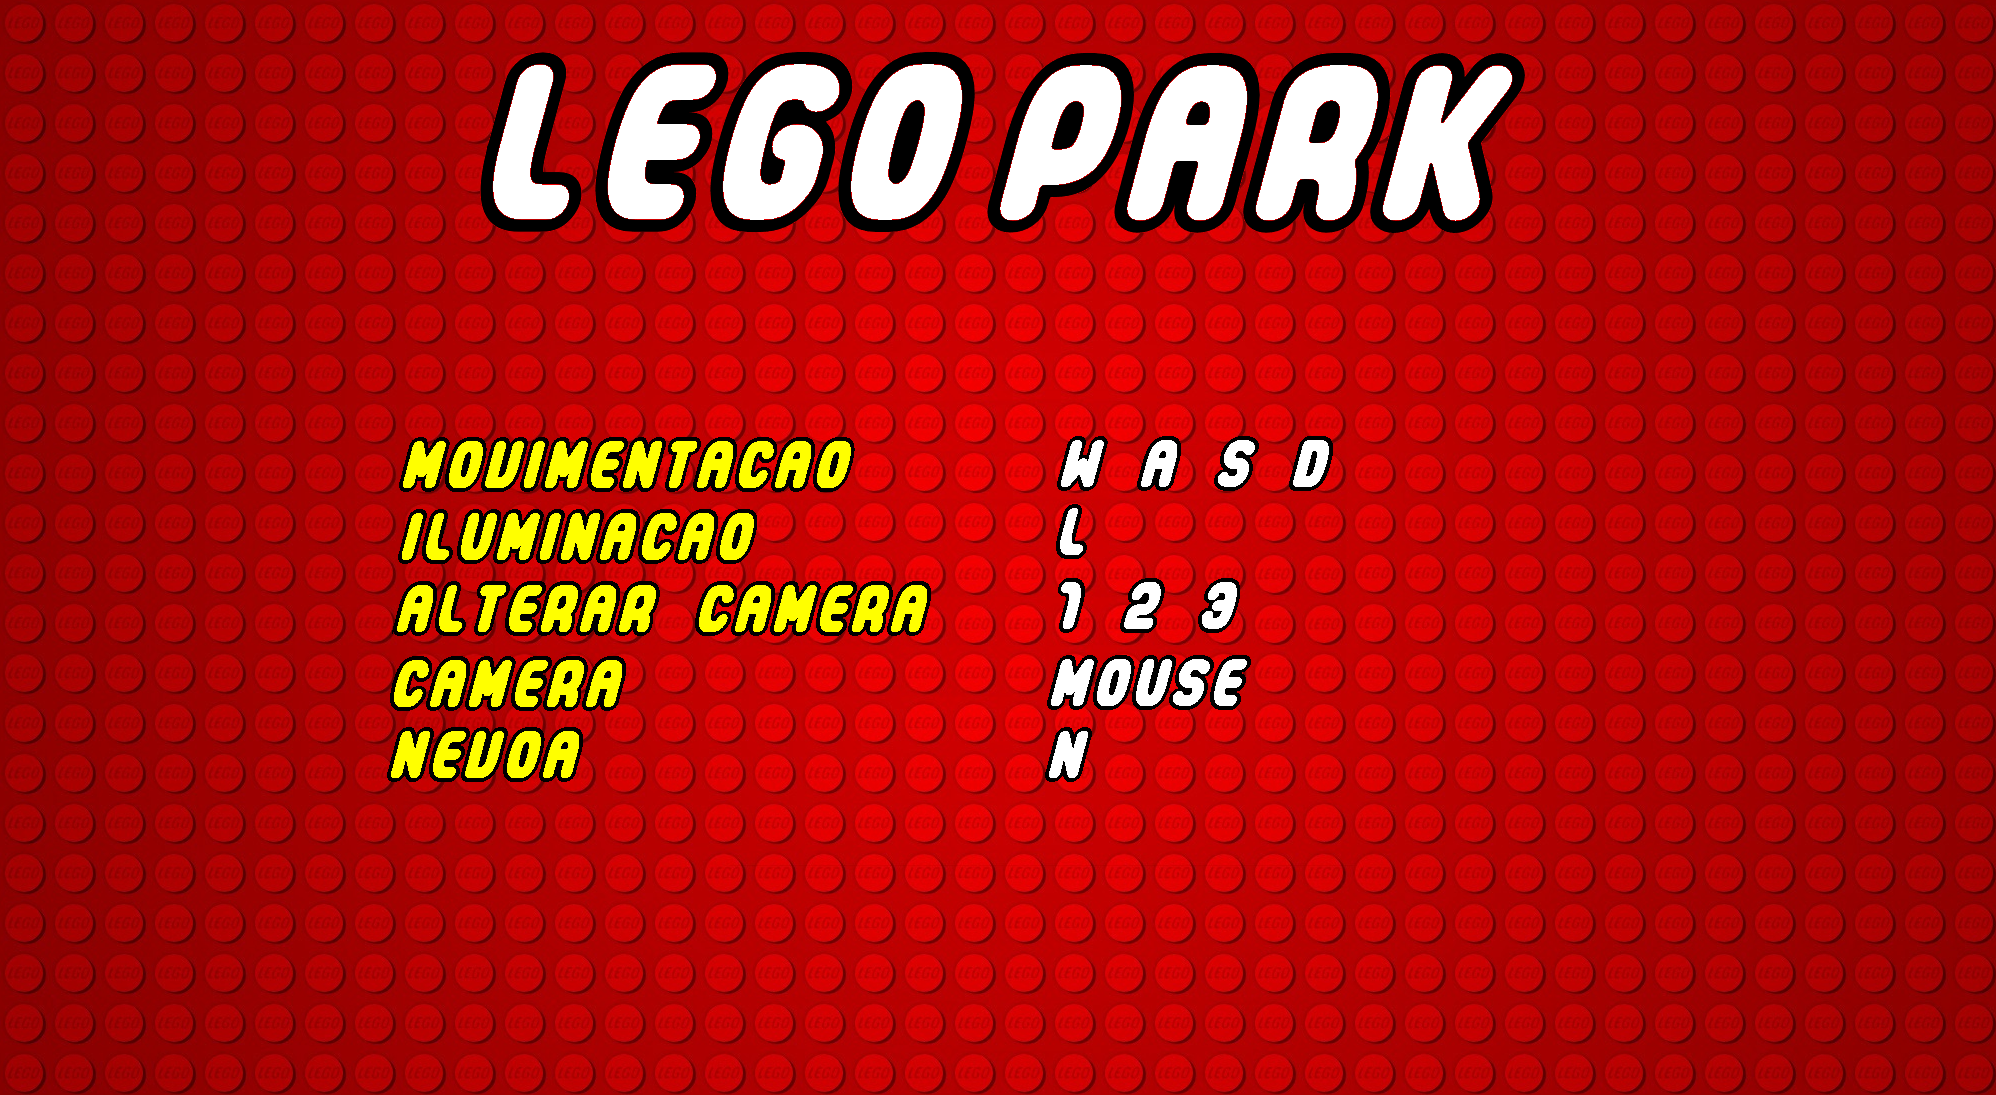 LEGO PARK
MOVIMENTACAO W A S D
ILUMINACAO L
ALTERAR CAMERA 1 2 3
CAMERA MOUSE
NEVOA N